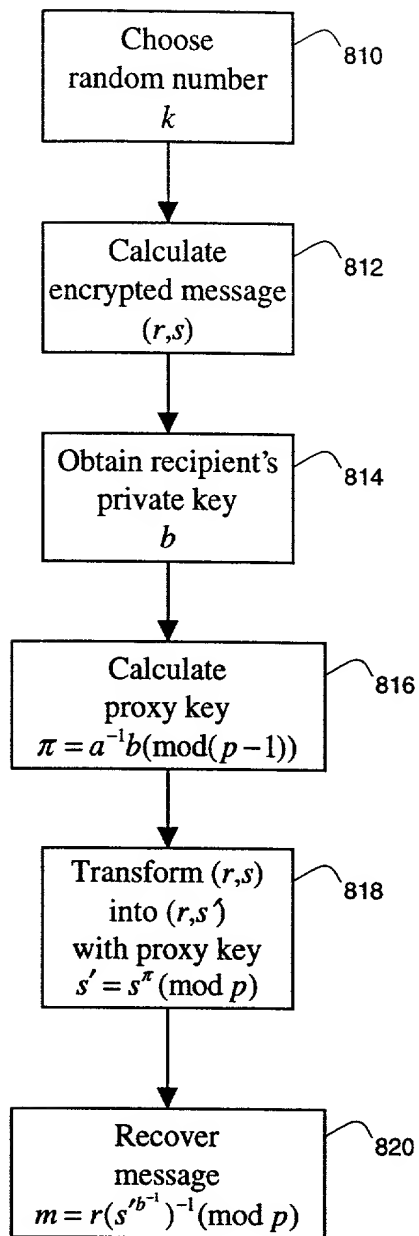 Choose
random number
k
810
Calculate
encrypted message
(r,s)
812
Obtain recipient's
private key
b
814
Calculate
proxy key
π = a⁻¹b(mod(p−1))
816
Transform (r,s)
into (r,s′)
with proxy key
s′ = s^π (mod p)
818
Recover
message
m = r(s′^b⁻¹)⁻¹(mod p)
820